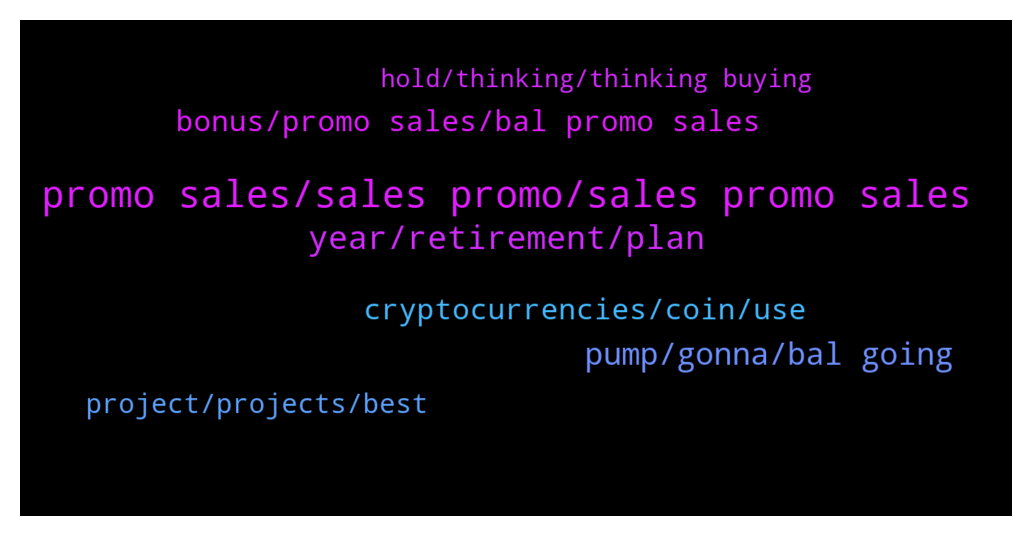 hold/thinking/thinking buying
bonus/promo sales/bal promo sales
promo sales/sales promo/sales promo sales
year/retirement/plan
cryptocurrencies/coin/use
pump/gonna/bal going
project/projects/best